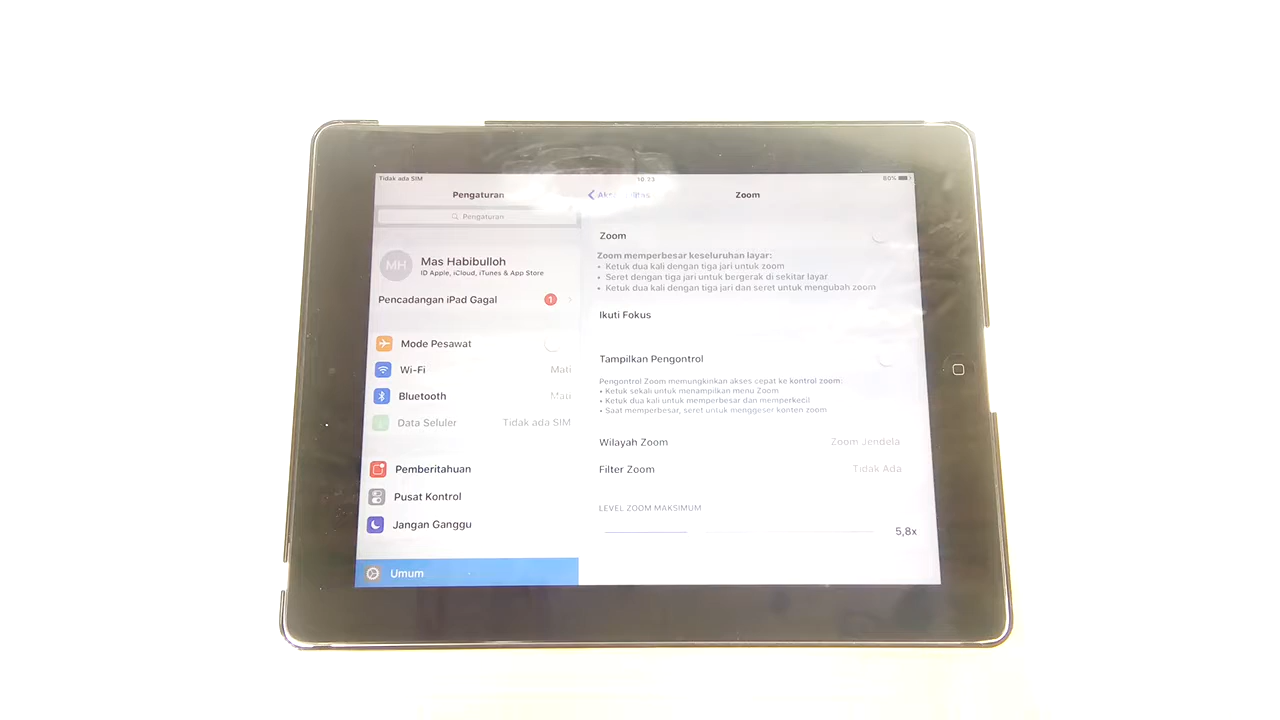 Tidak ada SIM
10.23
80%
Pengaturan
Zoom
Pengaturan
MH
Mas Habibulloh
ID Apple, iCloud, iTunes & App Store
Pencadangan iPad Gagal
1
Mode Pesawat
Wi-Fi
Mati
Bluetooth
Mati
Data Seluler
Tidak ada SIM
Pemberitahuan
Pusat Kontrol
Jangan Ganggu
Umum
Zoom
Zoom memperbesar keseluruhan layar:
• Ketuk dua kali dengan tiga jari untuk zoom
• Seret dengan tiga jari untuk bergerak di sekitar layar
• Ketuk dua kali dengan tiga jari dan seret untuk mengubah zoom
Ikuti Fokus
Tampilkan Pengontrol
Pengontrol Zoom memungkinkan akses cepat ke kontrol zoom:
• Ketuk sekali untuk menampilkan menu Zoom
• Ketuk dua kali untuk memperbesar dan memperkecil
• Saat memperbesar, seret untuk menggeser konten zoom
Wilayah Zoom
Zoom Jendela
Filter Zoom
Tidak Ada
LEVEL ZOOM MAKSIMUM
5,8x